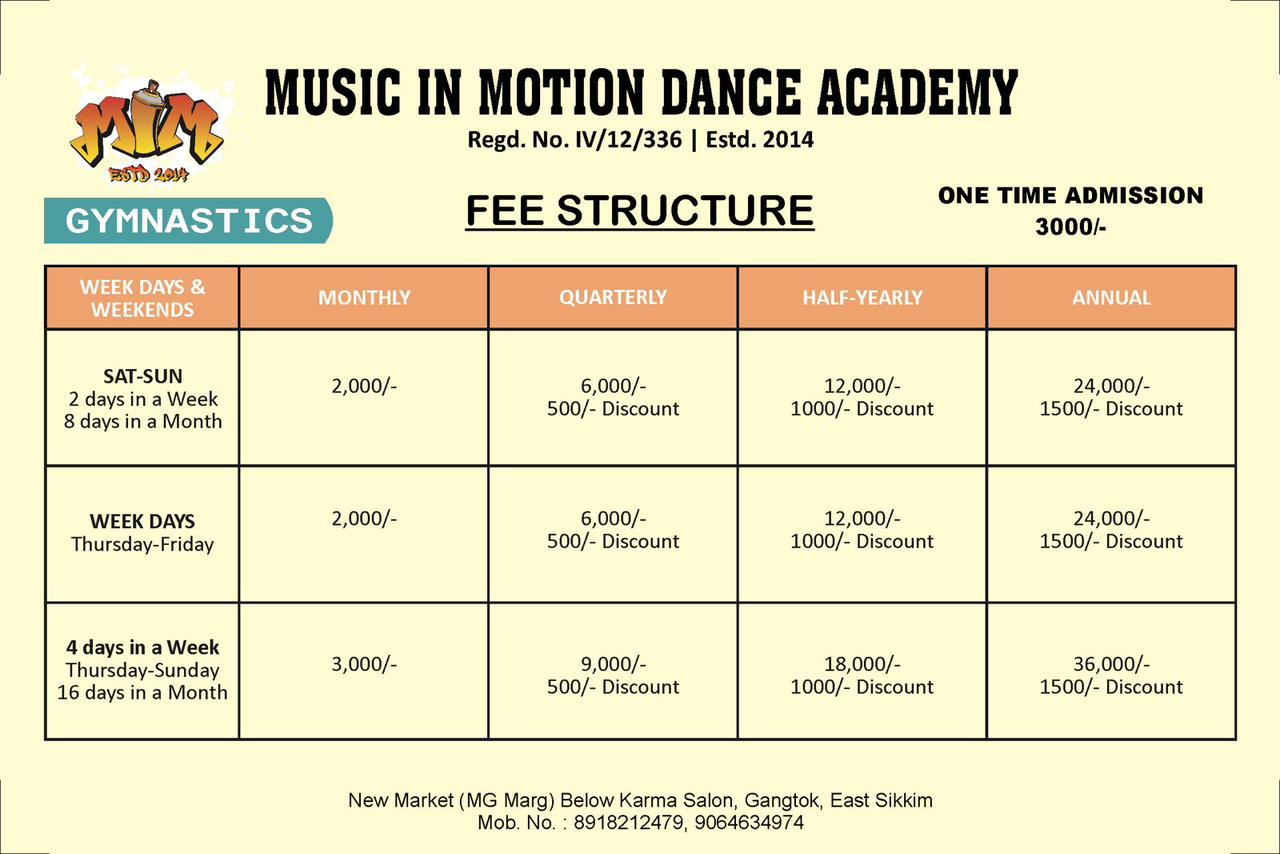 MIM
ESTD 2014
MUSIC IN MOTION DANCE ACADEMY
Regd. No. IV/12/336 | Estd. 2014
GYMNASTICS
FEE STRUCTURE
ONE TIME ADMISSION
3000/-
WEEK DAYS &
WEEKENDS
MONTHLY
QUARTERLY
HALF-YEARLY
ANNUAL
SAT-SUN
2 days in a Week
8 days in a Month
2,000/-
6,000/-
500/- Discount
12,000/-
1000/- Discount
24,000/-
1500/- Discount
WEEK DAYS
Thursday-Friday
2,000/-
6,000/-
500/- Discount
12,000/-
1000/- Discount
24,000/-
1500/- Discount
4 days in a Week
Thursday-Sunday
16 days in a Month
3,000/-
9,000/-
500/- Discount
18,000/-
1000/- Discount
36,000/-
1500/- Discount
New Market (MG Marg) Below Karma Salon, Gangtok, East Sikkim
Mob. No. : 8918212479, 9064634974